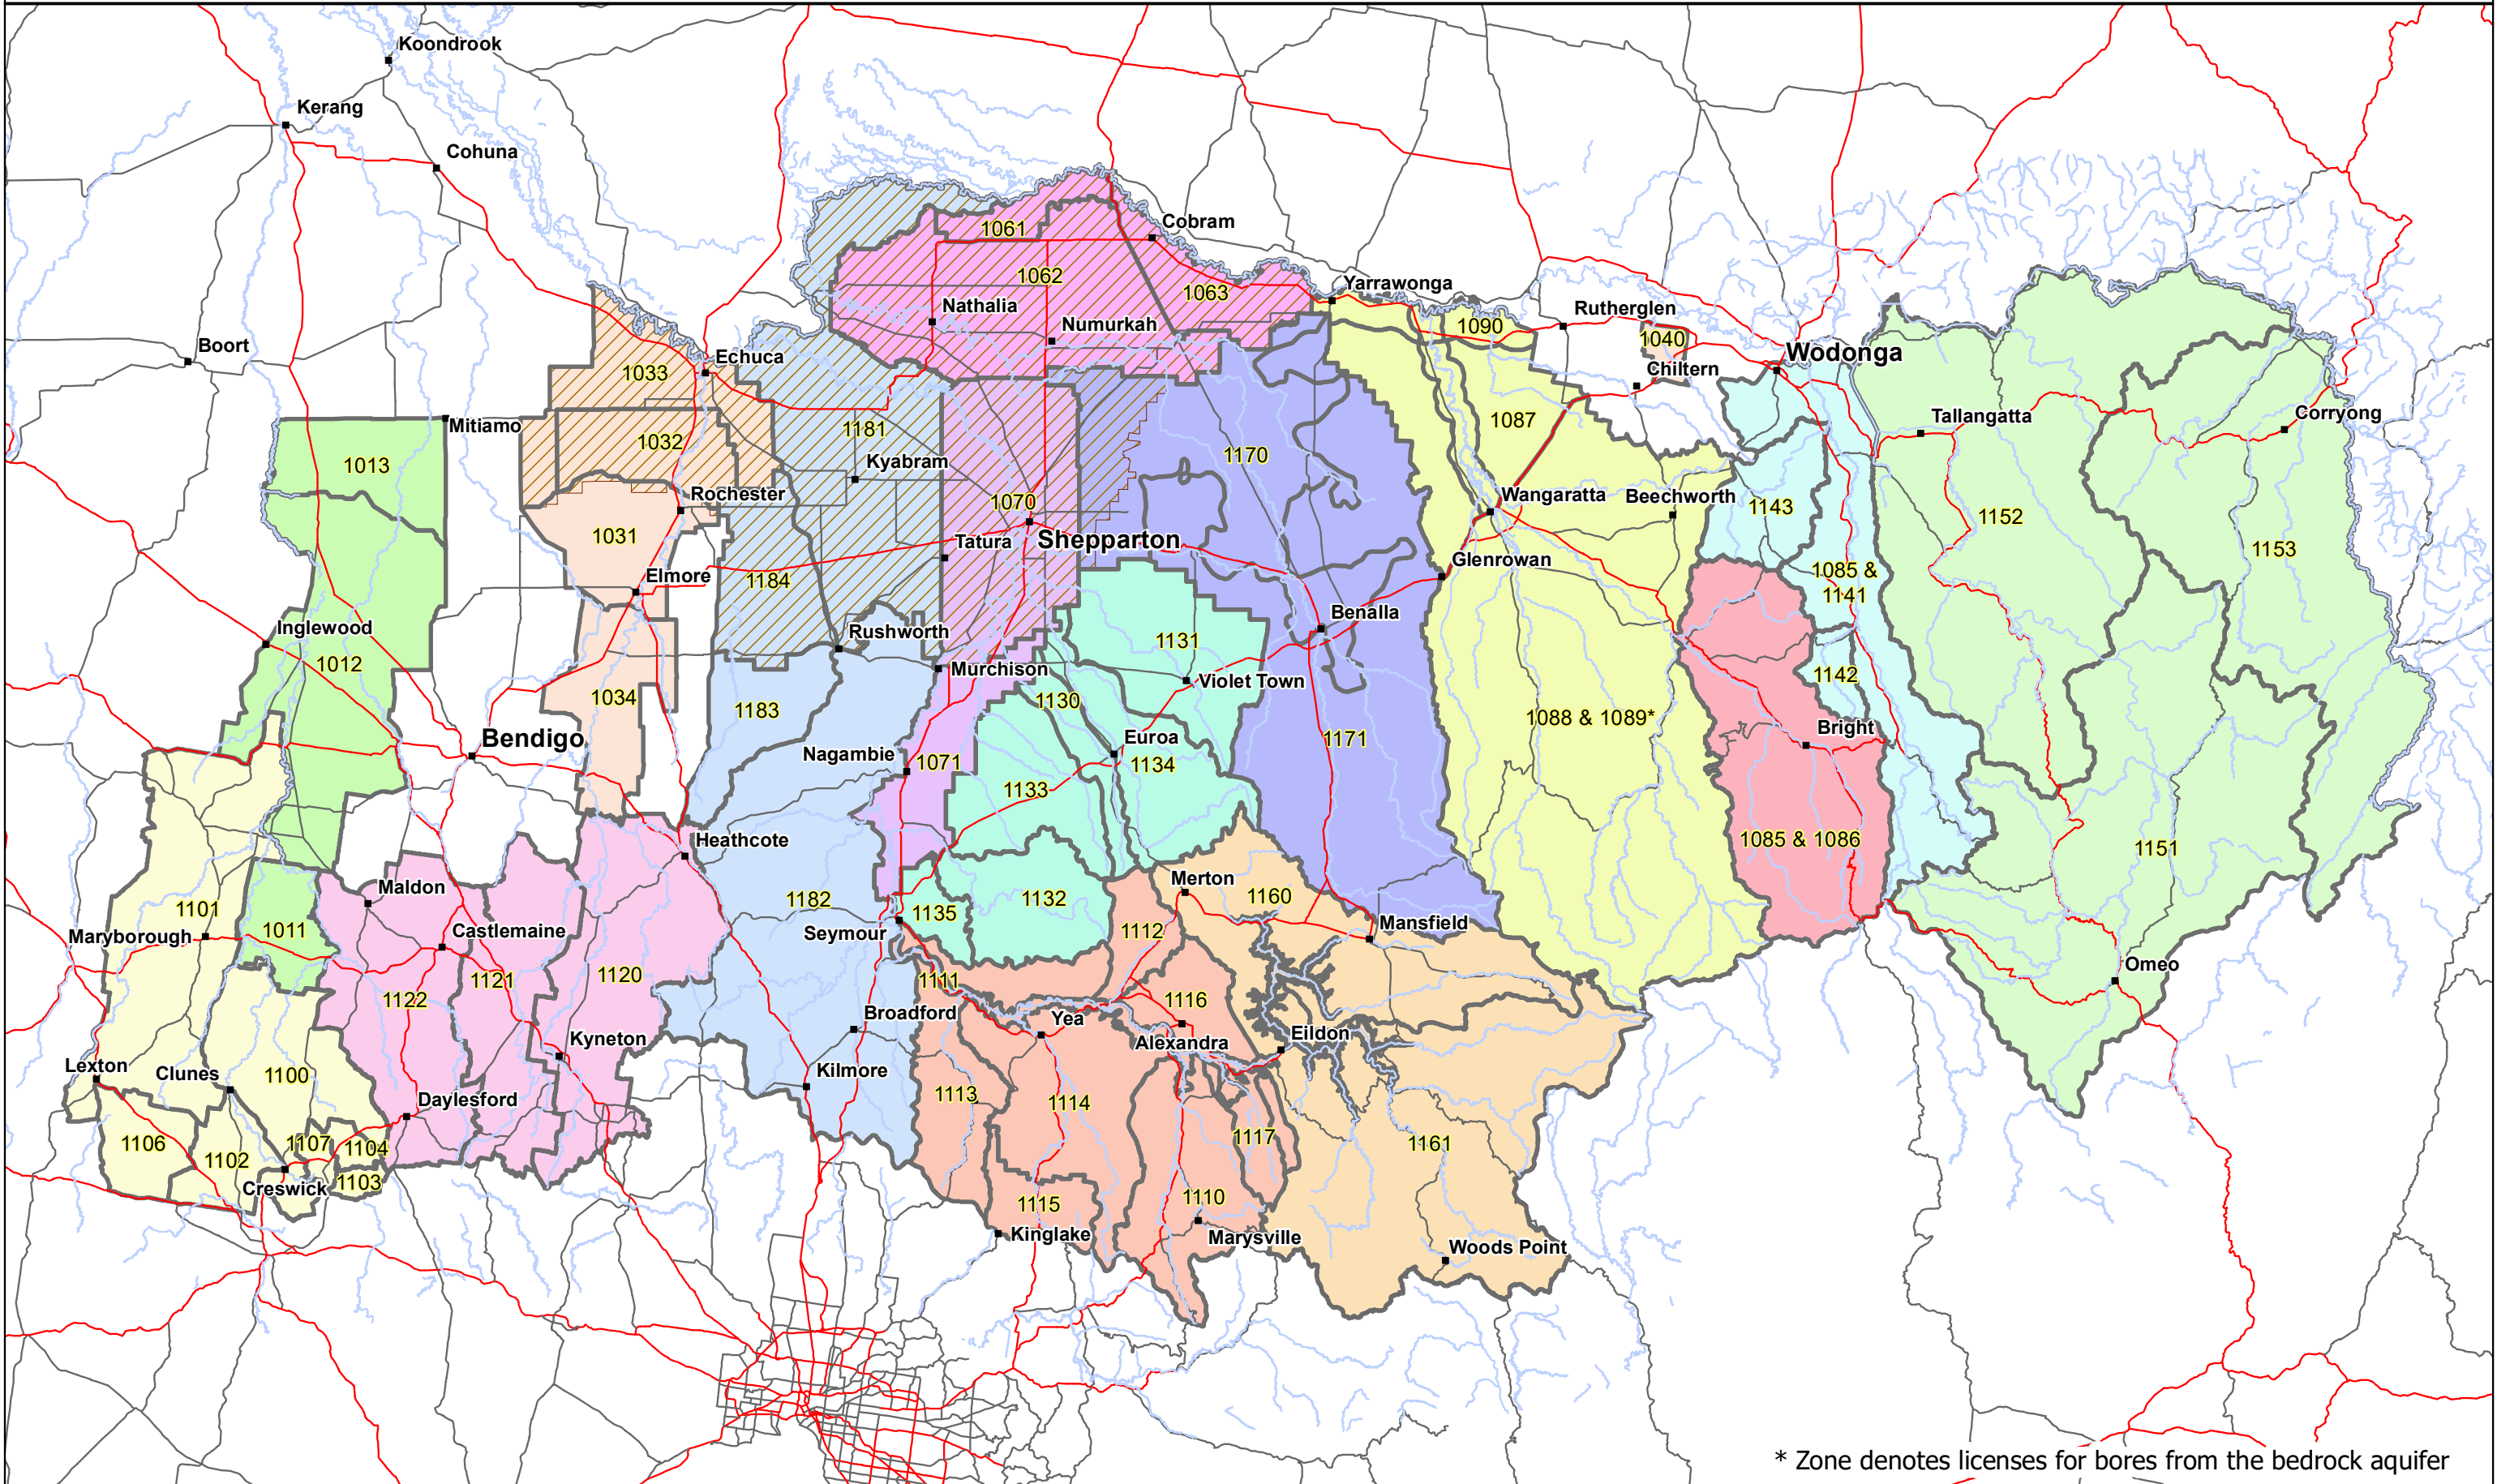 Koondrook
Kerang
Cohuna
Cobram
1061
1062
1063
Yarrawonga
Nathalia
Numurkah
1090
Rutherglen
1040
Boort
Echuca
1033
Wodonga
Chiltern
Mitiamo
1032
1181
1087
Tallangatta
Corryong
1013
Kyabram
1170
Rochester
1070
Wangaratta
Beechworth
1143
1152
1031
Tatura
Shepparton
Glenrowan
1153
Elmore
1184
1085 &
1141
Inglewood
1012
Rushworth
1131
Benalla
Murchison
Violet Town
1142
1034
1183
1130
1088 & 1089*
Bright
Bendigo
Nagambie
1071
Euroa
1134
1171
1133
1085 & 1086
Heathcote
1151
Maldon
1182
1132
Merton
1160
1101
1135
Maryborough
1011
Castlemaine
Seymour
1112
Mansfield
1122
1121
1120
1111
1116
Omeo
Broadford
Yea
Alexandra
Eildon
Kyneton
Lexton
Clunes
1100
Kilmore
1113
1114
Daylesford
1106
1102
1107
1104
1117
1161
Creswick
1103
1115
1110
Kinglake
Marysville
Woods Point
* Zone denotes licenses for bores from the bedrock aquifer